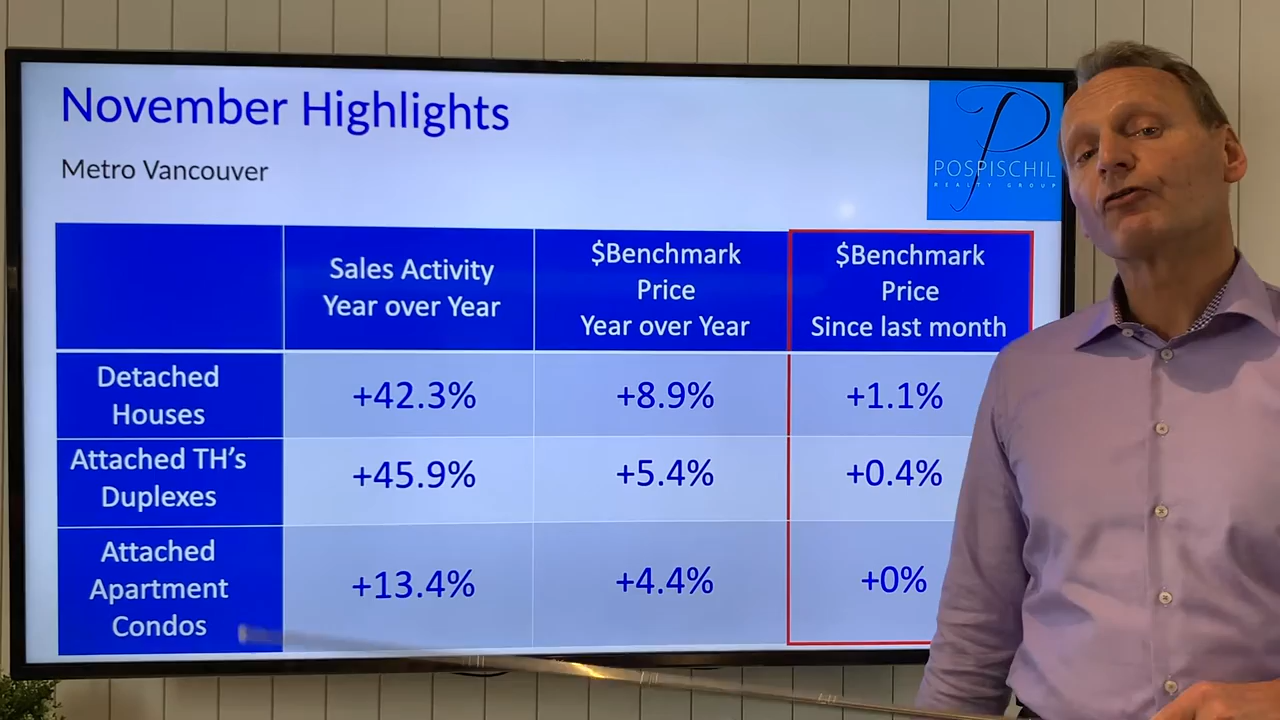 November Highlights
Metro Vancouver
POSPISCHIL
REALTY GROUP
Sales Activity
Year over Year
$Benchmark
Price
Year over Year
$Benchmark
Price
Since last month
Detached
Houses
+42.3%
+8.9%
+1.1%
Attached TH's
Duplexes
+45.9%
+5.4%
+0.4%
Attached
Apartment
Condos
+13.4%
+4.4%
+0%